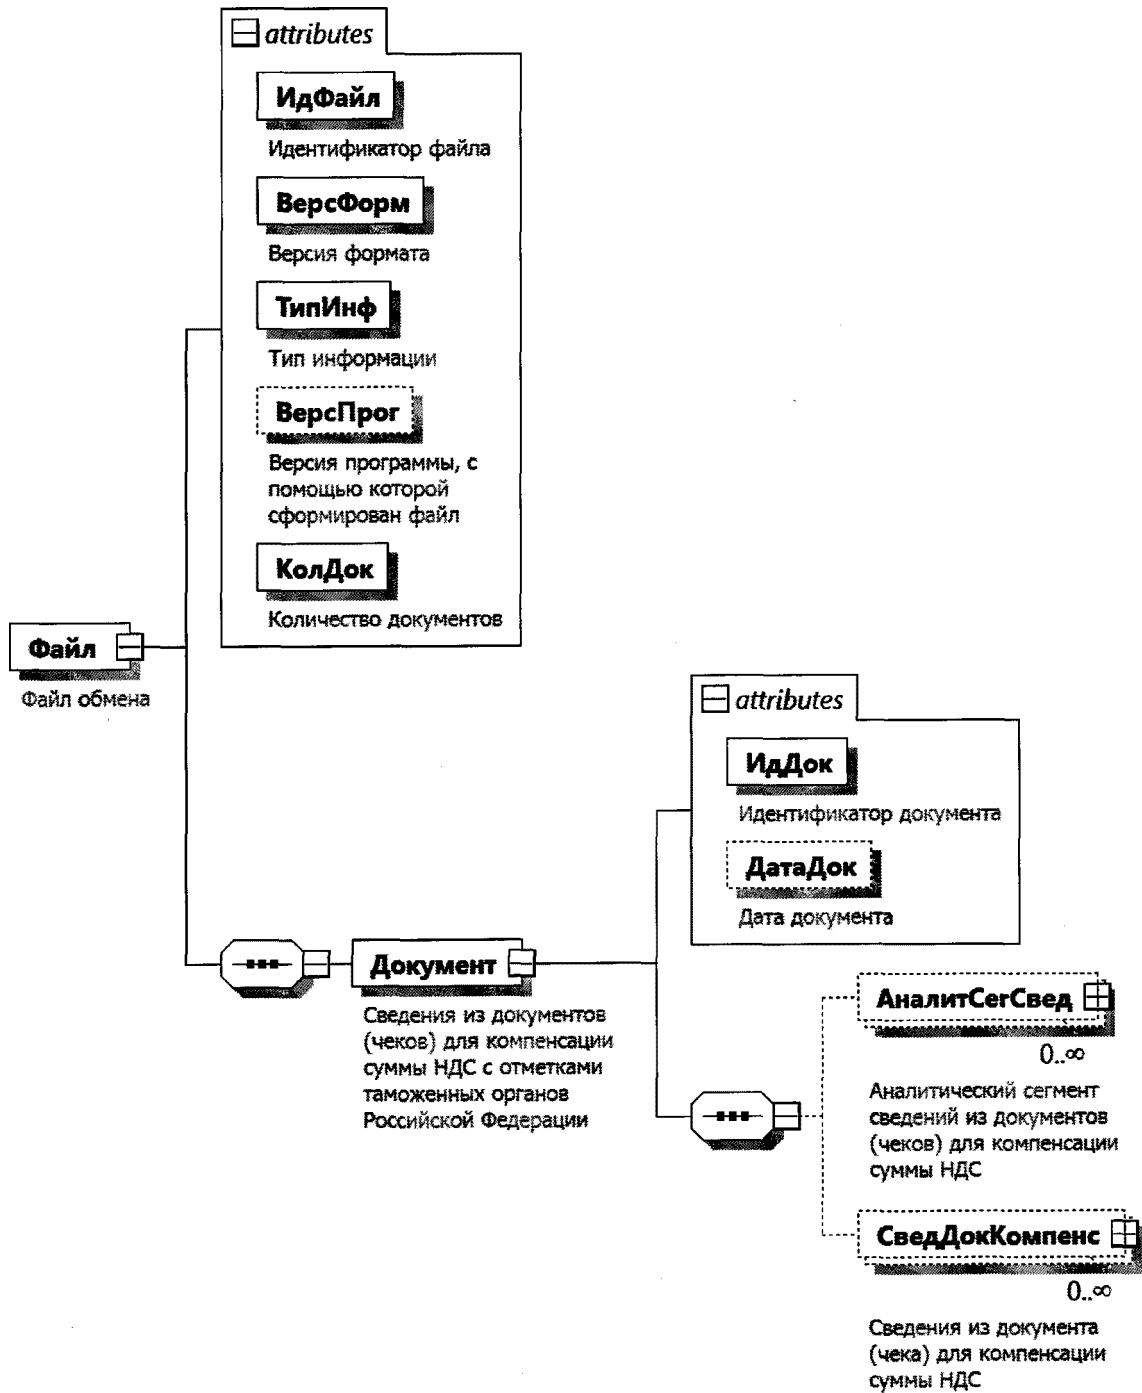 attributes
ИдФайл
Идентификатор файла
ВерсФорм
Версия формата
ТипИнф
Тип информации
ВерсПрог
Версия программы, с
помощью которой
сформирован файл
КолДок
Количество документов
Файл
Файл обмена
attributes
ИдДок
Идентификатор документа
ДатаДок
Дата документа
Документ
Сведения из документов
(чеков) для компенсации
суммы НДС с отметками
таможенных органов
Российской Федерации
АналитСегСвед
0..∞
Аналитический сегмент
сведений из документов
(чеков) для компенсации
суммы НДС
СведДокКомпенс
0..∞
Сведения из документа
(чека) для компенсации
суммы НДС